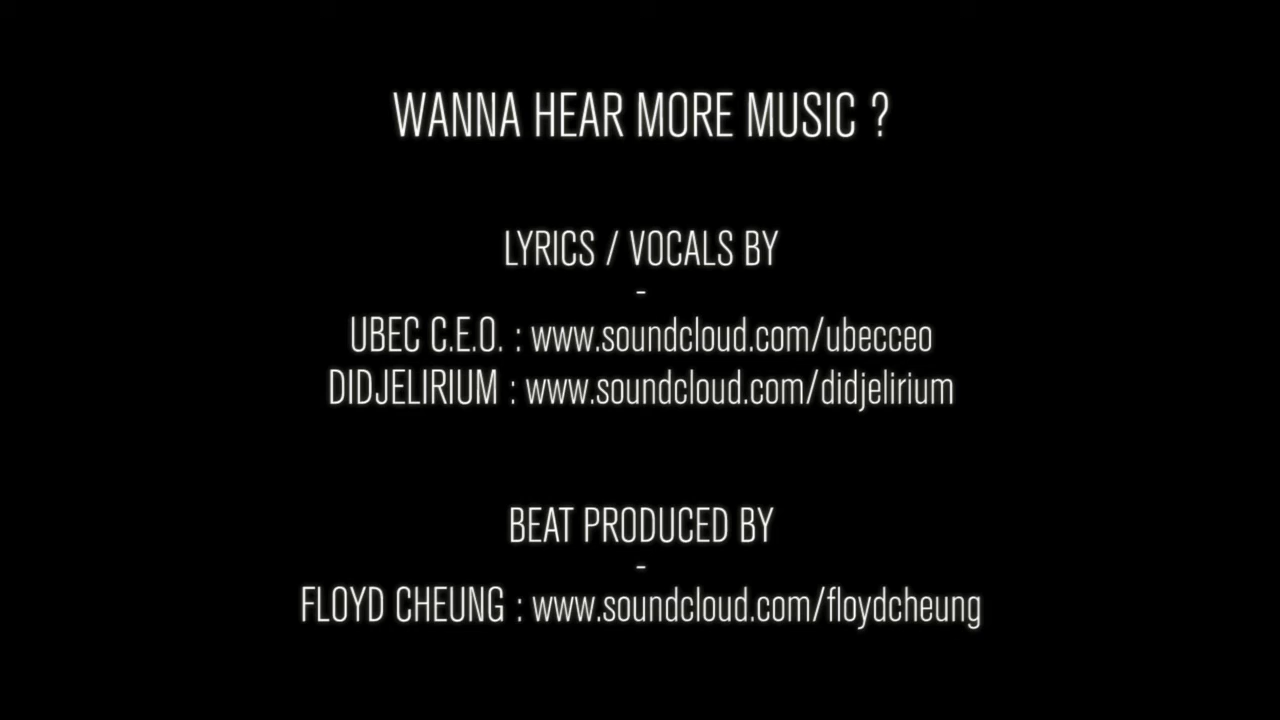 WANNA HEAR MORE MUSIC ?
LYRICS / VOCALS BY
-
UBEC C.E.O. : www.soundcloud.com/ubecceo
DIDJELIRIUM : www.soundcloud.com/didjelirium
BEAT PRODUCED BY
-
FLOYD CHEUNG : www.soundcloud.com/floydcheung